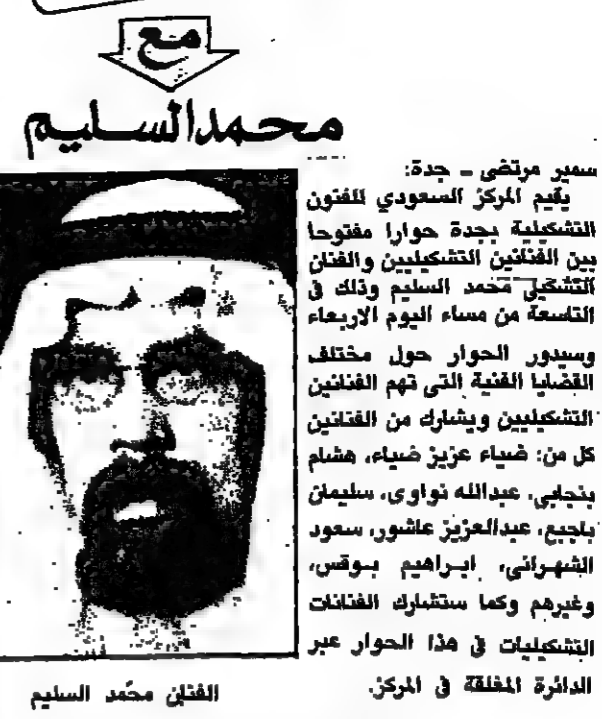 مع
محمد السليم
سمير مرتضى - جدة:
يقيم المركز السعودي للفنون
التشكيلية بجدة حوارا مفتوحا
بين الفنانين التشكيليين والفنان
التشكيلي محمد السليم وذلك في
التاسعة من مساء اليوم الاربعاء
وسيدور الحوار حول مختلف
القضايا الفنية التي تهم الفنانين
التشكيليين ويشارك من الفنانين
كل من: ضياء عزيز ضياء، هشام
بنجابي، عبدالله نواوي، سليمان
باجبع، عبدالعزيز عاشور، سعود
الشهراني، ابراهيم بوقس،
وغيرهم وكما ستشارك الفنانات
التشكيليات في هذا الحوار عبر
الدائرة المغلقة في المركز.
الفنان محمد السليم